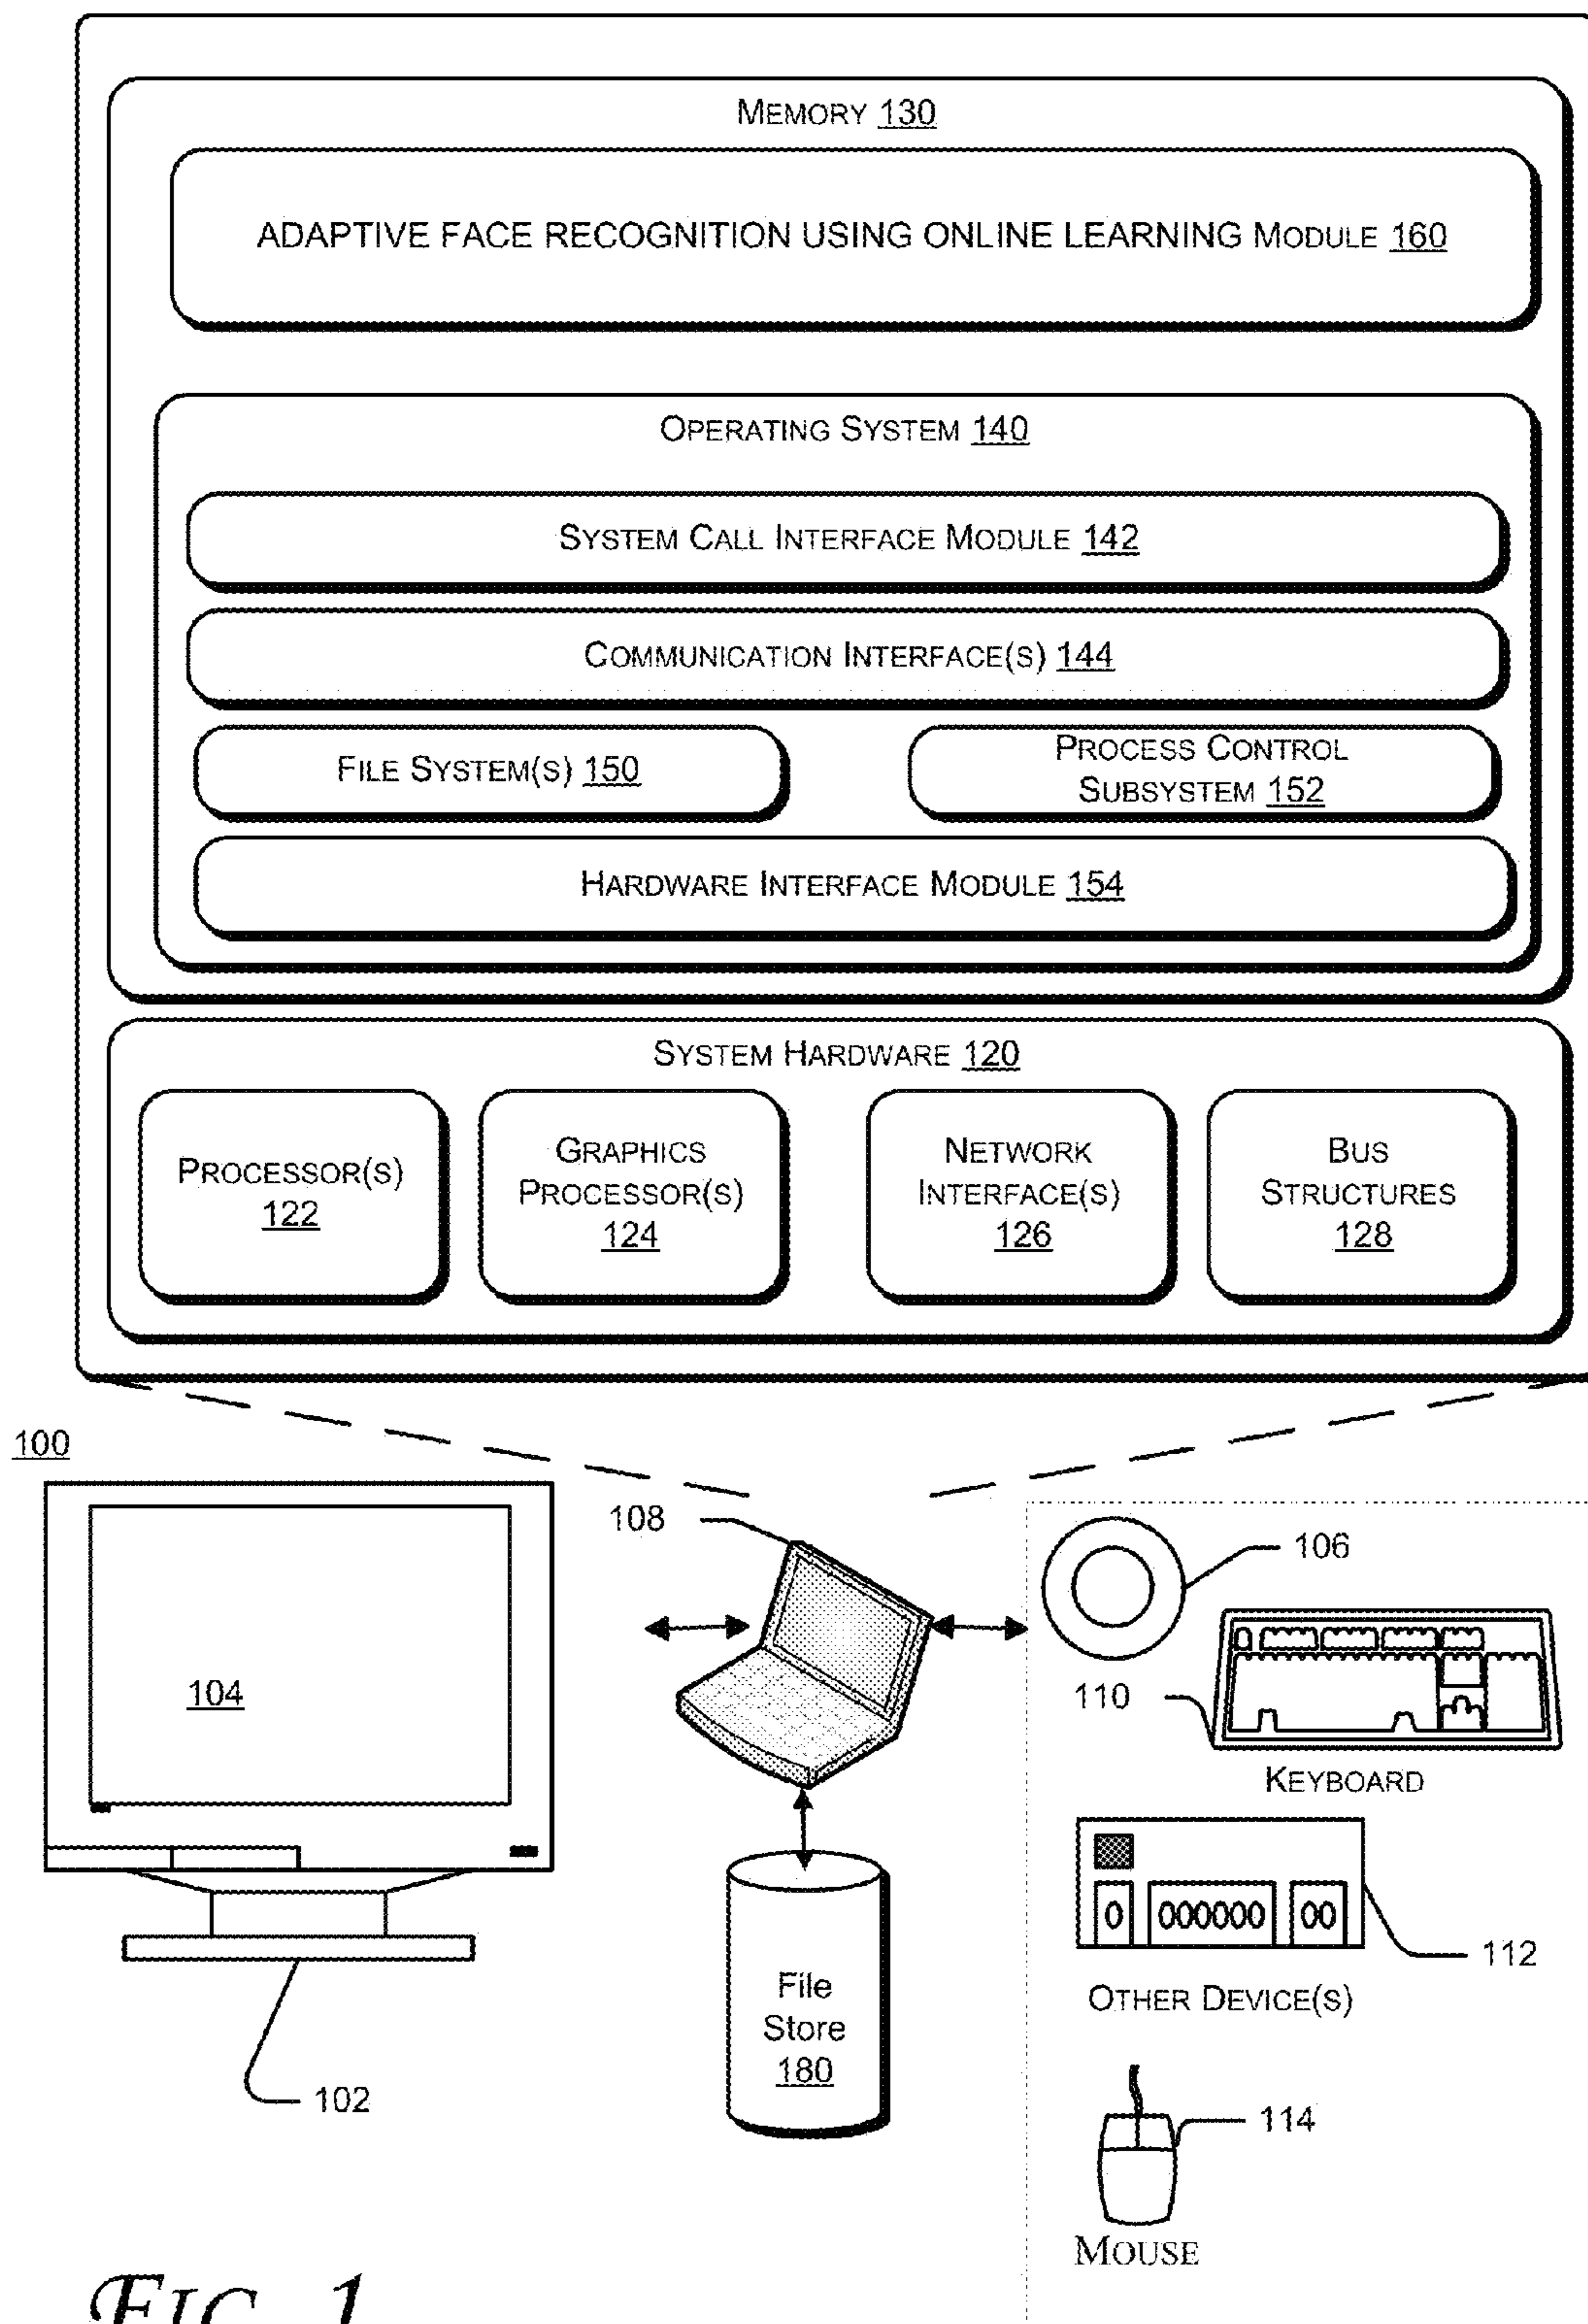 MEMORY 130
ADAPTIVE FACE RECOGNITION USING ONLINE LEARNING MODULE 160
OPERATING SYSTEM 140
SYSTEM CALL INTERFACE MODULE 142
COMMUNICATION INTERFACE(S) 144
FILE SYSTEM(S) 150
PROCESS CONTROL
SUBSYSTEM 152
HARDWARE INTERFACE MODULE 154
SYSTEM HARDWARE 120
PROCESSOR(S)
122
GRAPHICS
PROCESSOR(S)
124
NETWORK
INTERFACE(S)
126
BUS
STRUCTURES
128
100
108
106
104
110
KEYBOARD
112
OTHER DEVICE(S)
File
Store
180
102
114
MOUSE
FIG. 1